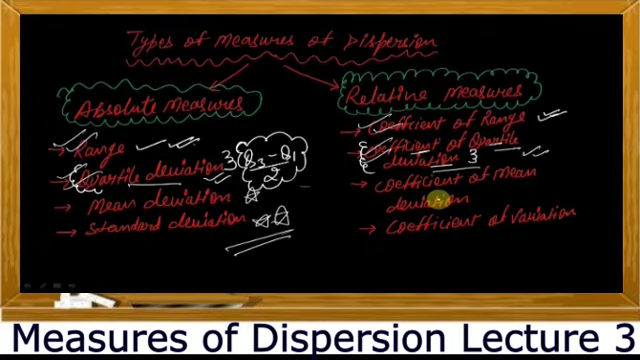 Types of Measures of Dispersion
Absolute Measures
Relative measures
→ Range
→ Quartile deviation 3
Q3 - Q1
2
→ Mean deviation
→ Standard deviation
→ Coefficient of Range
→ Coefficient of Quartile
deviation 3
→ Coefficient of Mean
deviation
→ Coefficient of variation
Measures of Dispersion Lecture 3